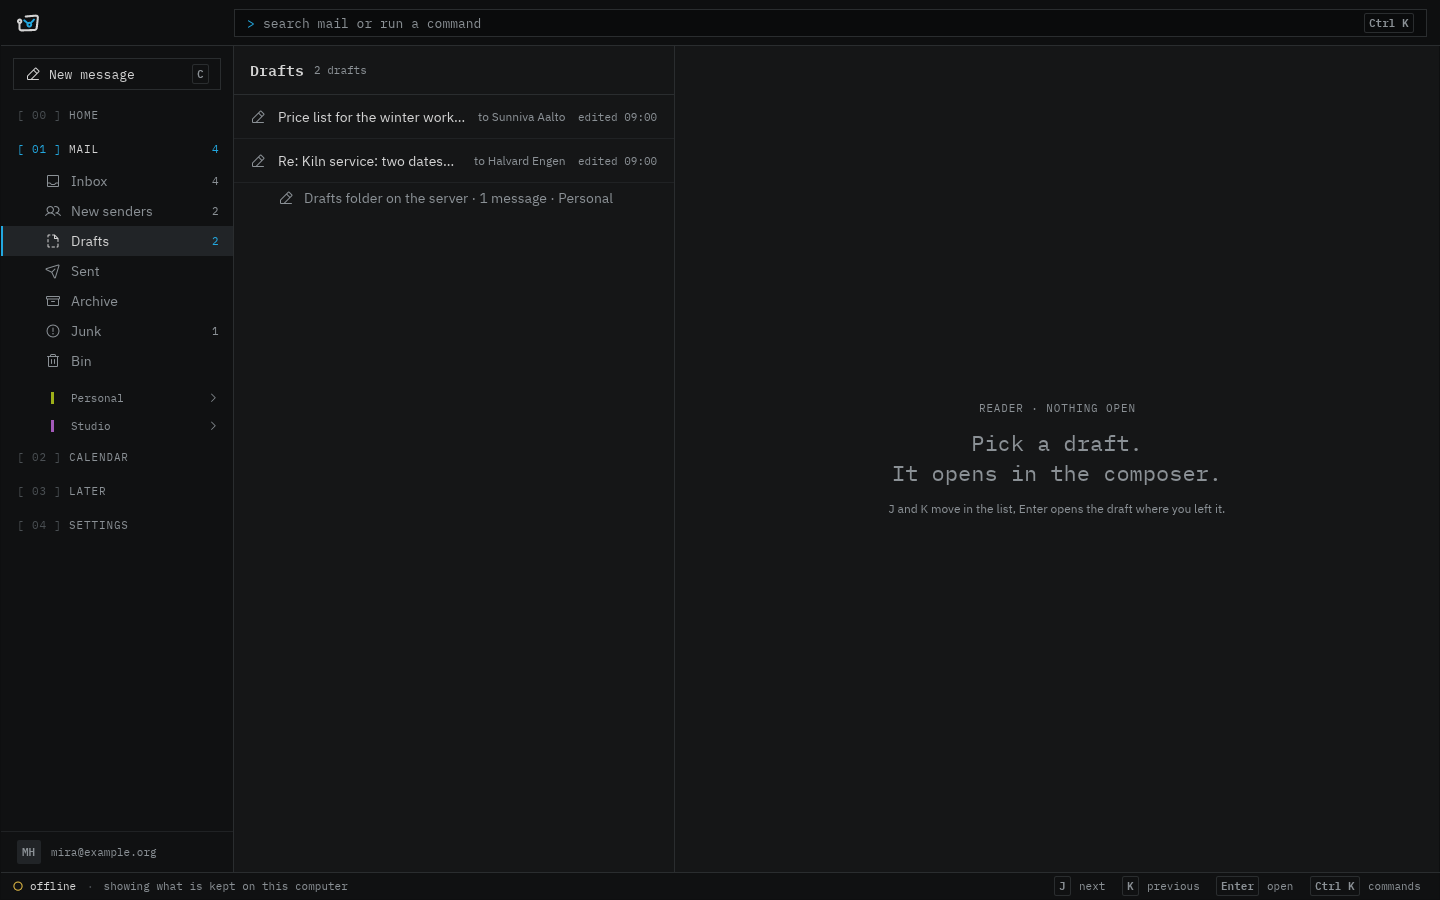 > search mail or run a command Ctrl K
New message C
[ 00 ] HOME
[ 01 ] MAIL 4
Inbox 4
New senders 2
Drafts 2
Sent
Archive
Junk 1
Bin
Personal
Studio
[ 02 ] CALENDAR
[ 03 ] LATER
[ 04 ] SETTINGS
MH mira@example.org
Drafts 2 drafts
Price list for the winter work... to Sunniva Aalto edited 09:00
Re: Kiln service: two dates... to Halvard Engen edited 09:00
Drafts folder on the server · 1 message · Personal
READER · NOTHING OPEN
Pick a draft.
It opens in the composer.
J and K move in the list, Enter opens the draft where you left it.
offline · showing what is kept on this computer
J next K previous Enter open Ctrl K commands